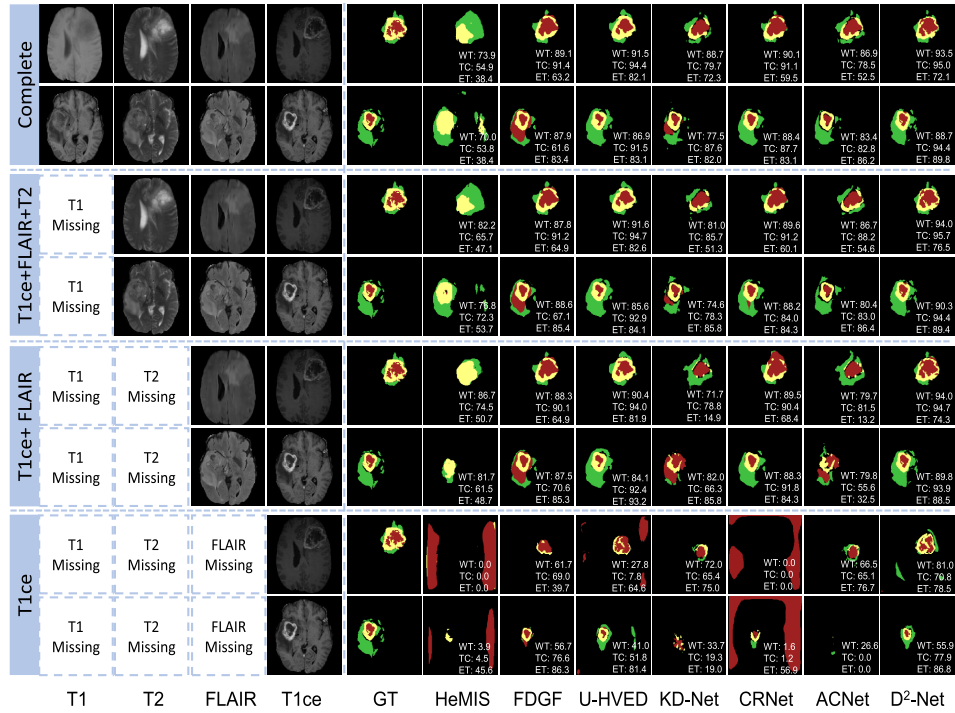 Complete
WT: 73.9 WT: 89.1 WT: 91.5 WT: 88.7 WT: 90.1 WT: 86.9 WT: 93.5
TC: 54.9 TC: 91.4 TC: 94.4 TC: 79.7 TC: 91.1 TC: 78.5 TC: 95.0
ET: 38.4 ET: 63.2 ET: 82.1 ET: 72.3 ET: 59.5 ET: 52.5 ET: 72.1
WT: 70.0 WT: 87.9 WT: 86.9 WT: 77.5 WT: 88.4 WT: 83.4 WT: 88.7
TC: 53.8 TC: 61.6 TC: 91.5 TC: 87.6 TC: 87.7 TC: 82.8 TC: 94.4
ET: 38.4 ET: 83.4 ET: 83.1 ET: 82.0 ET: 83.1 ET: 86.2 ET: 89.8
T1ce+FLAIR+T2
T1
Missing
WT: 82.2 WT: 87.8 WT: 91.6 WT: 81.0 WT: 89.6 WT: 86.7 WT: 94.0
TC: 65.7 TC: 91.2 TC: 94.7 TC: 85.7 TC: 91.2 TC: 88.2 TC: 95.7
ET: 47.1 ET: 64.9 ET: 82.6 ET: 51.3 ET: 60.1 ET: 54.6 ET: 76.5
T1
Missing
WT: 76.8 WT: 88.6 WT: 85.6 WT: 74.6 WT: 88.2 WT: 80.4 WT: 90.3
TC: 72.3 TC: 67.1 TC: 92.9 TC: 78.3 TC: 84.0 TC: 83.0 TC: 94.4
ET: 53.7 ET: 85.4 ET: 84.1 ET: 85.8 ET: 84.3 ET: 86.4 ET: 89.4
T1ce+ FLAIR
T1 T2
Missing Missing
WT: 86.7 WT: 88.3 WT: 90.4 WT: 71.7 WT: 89.5 WT: 79.7 WT: 94.0
TC: 74.5 TC: 90.1 TC: 94.0 TC: 78.8 TC: 90.4 TC: 81.5 TC: 94.7
ET: 50.7 ET: 64.9 ET: 81.9 ET: 14.9 ET: 68.4 ET: 13.2 ET: 74.3
T1 T2
Missing Missing
WT: 81.7 WT: 87.5 WT: 84.1 WT: 82.0 WT: 88.3 WT: 79.8 WT: 89.8
TC: 61.5 TC: 70.6 TC: 92.4 TC: 66.3 TC: 91.8 TC: 55.6 TC: 93.9
ET: 48.7 ET: 85.3 ET: 93.2 ET: 85.8 ET: 84.3 ET: 32.5 ET: 88.5
T1ce
T1 T2 FLAIR
Missing Missing Missing
WT: 0.0 WT: 61.7 WT: 27.8 WT: 72.0 WT: 0.0 WT: 66.5 WT: 81.0
TC: 0.0 TC: 69.0 TC: 7.8 TC: 65.4 TC: 0.0 TC: 65.1 TC: 70.8
ET: 0.0 ET: 39.7 ET: 64.6 ET: 75.0 ET: 0.0 ET: 76.7 ET: 78.5
T1 T2 FLAIR
Missing Missing Missing
WT: 3.9 WT: 56.7 WT: 41.0 WT: 33.7 WT: 1.6 WT: 26.6 WT: 55.9
TC: 4.5 TC: 76.6 TC: 51.8 TC: 19.3 TC: 1.2 TC: 0.0 TC: 77.9
ET: 45.6 ET: 86.3 ET: 81.4 ET: 19.0 ET: 56.9 ET: 0.0 ET: 86.8
T1 T2 FLAIR T1ce GT HeMIS FDGF U-HVED KD-Net CRNet ACNet D²-Net